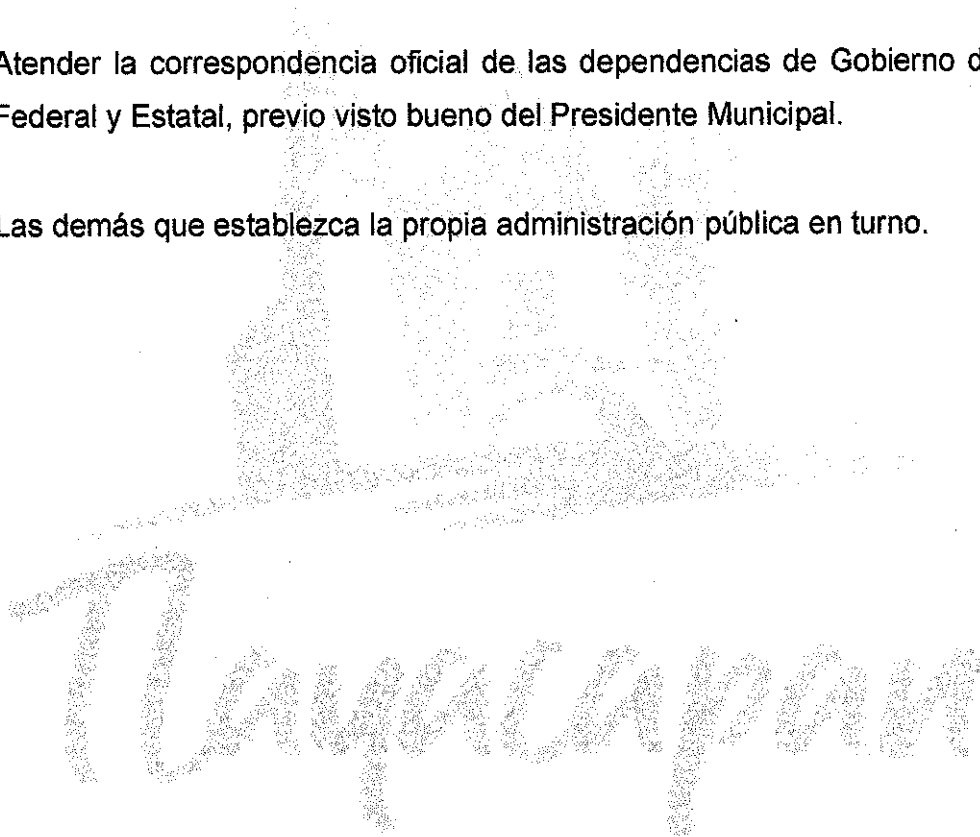 Atender la correspondencia oficial de las dependencias de Gobierno
Federal y Estatal, previo visto bueno del Presidente Municipal.
Las demás que establezca la propia administración pública en turno.
Tlayacapan